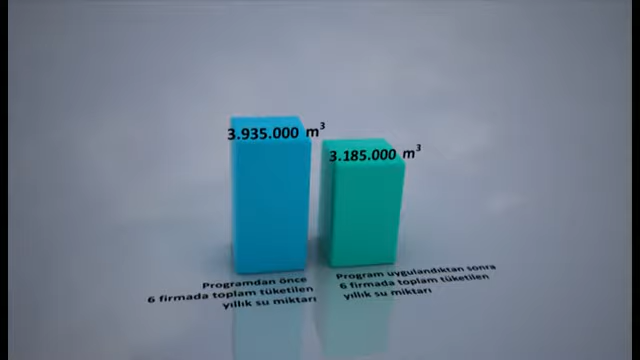 3.935.000 m³
3.185.000 m³
Programdan önce
6 firmada toplam tüketilen
yıllık su miktarı
Program uygulandıktan sonra
6 firmada toplam tüketilen
yıllık su miktarı